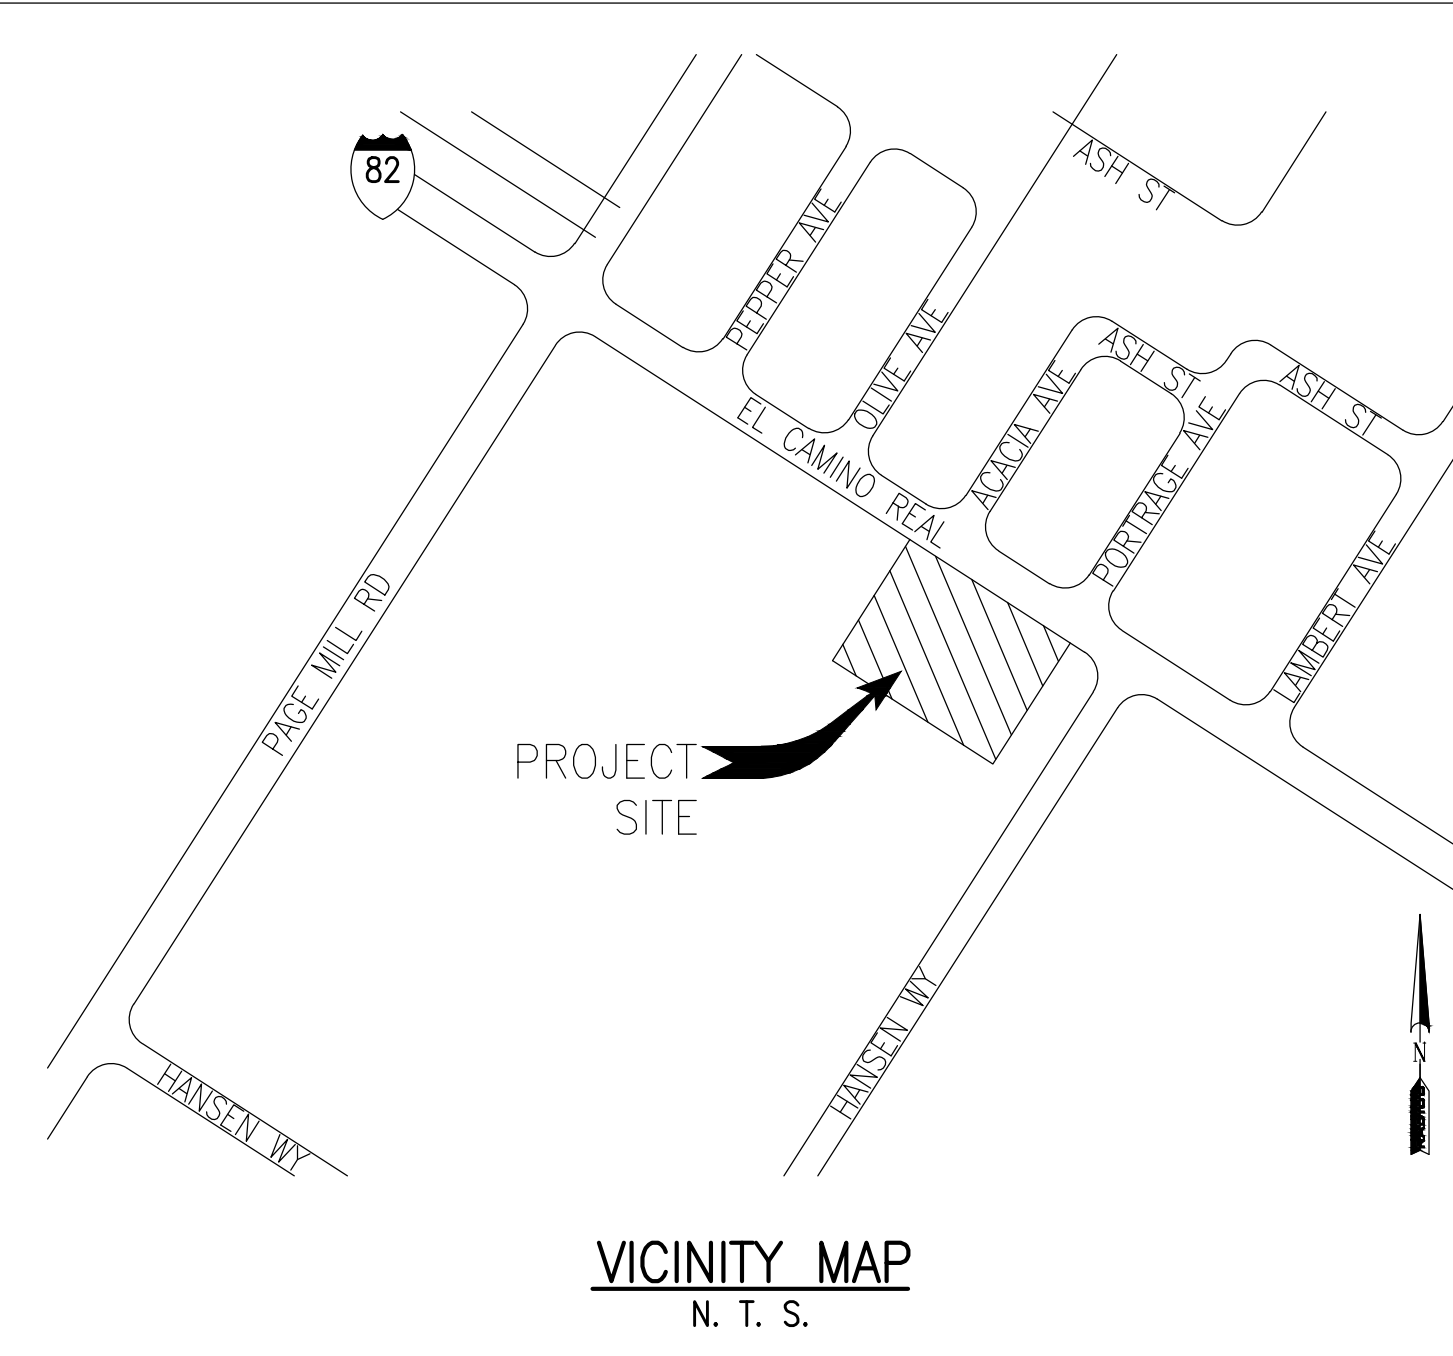 82
ASH ST
PEPPER AVE
OLIVE AVE
ASH ST
ASH ST
ACACIA AVE
PORTRAGE AVE
EL CAMINO REAL
LAMBERT AVE
PAGE MILL RD
PROJECT
SITE
HANSEN WY
HANSEN WY
N
VICINITY MAP
N. T. S.